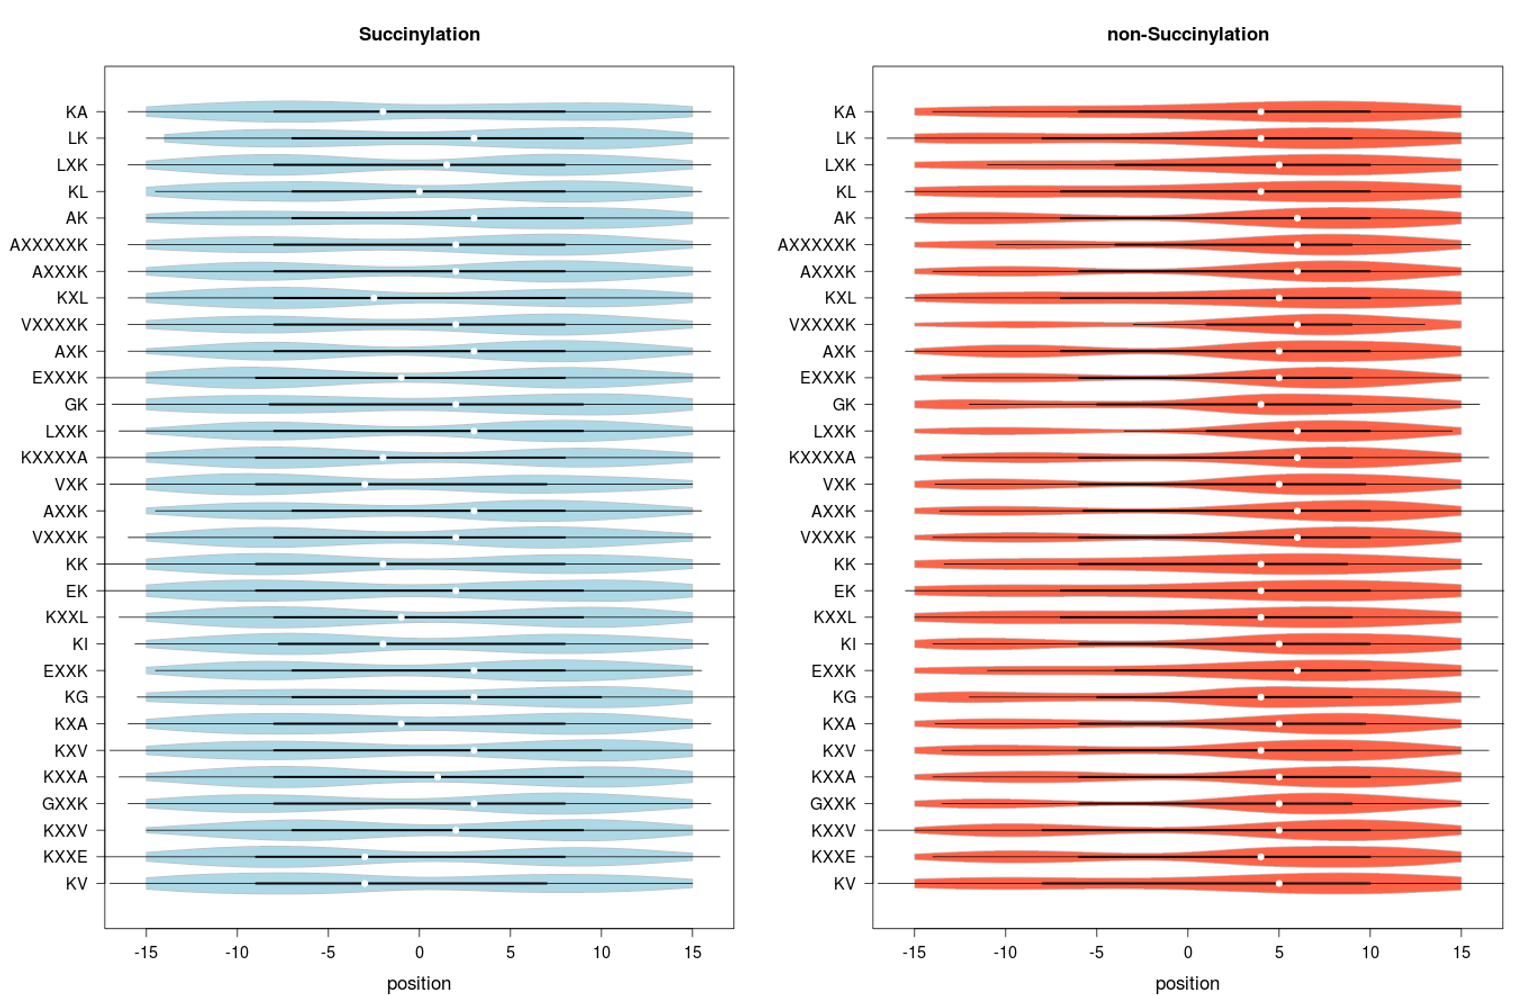 Succinylation
KA
LK
LXK
KL
AK
AXXXXXK
AXXXK
KXL
VXXXXK
AXK
EXXXK
GK
LXXK
KXXXXA
VXK
AXXK
VXXXK
KK
EK
KXXL
KI
EXXK
KG
KXA
KXV
KXXA
GXXK
KXXV
KXXE
KV
-15 -10 -5 0 5 10 15
position
non-Succinylation
KA
LK
LXK
KL
AK
AXXXXXK
AXXXK
KXL
VXXXXK
AXK
EXXXK
GK
LXXK
KXXXXA
VXK
AXXK
VXXXK
KK
EK
KXXL
KI
EXXK
KG
KXA
KXV
KXXA
GXXK
KXXV
KXXE
KV
-15 -10 -5 0 5 10 15
position